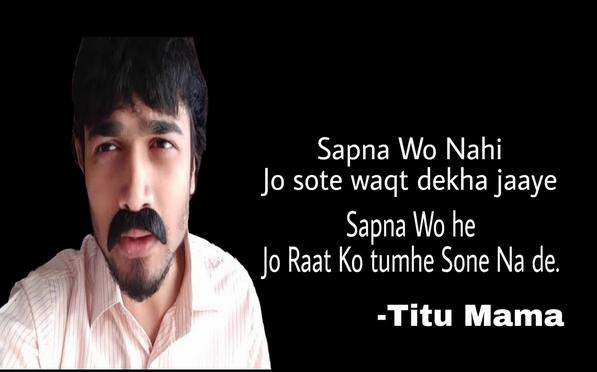 Sapna Wo Nahi
Jo sote waqt dekha jaaye
Sapna Wo he
Jo Raat Ko tumhe Sone Na de.
-Titu Mama